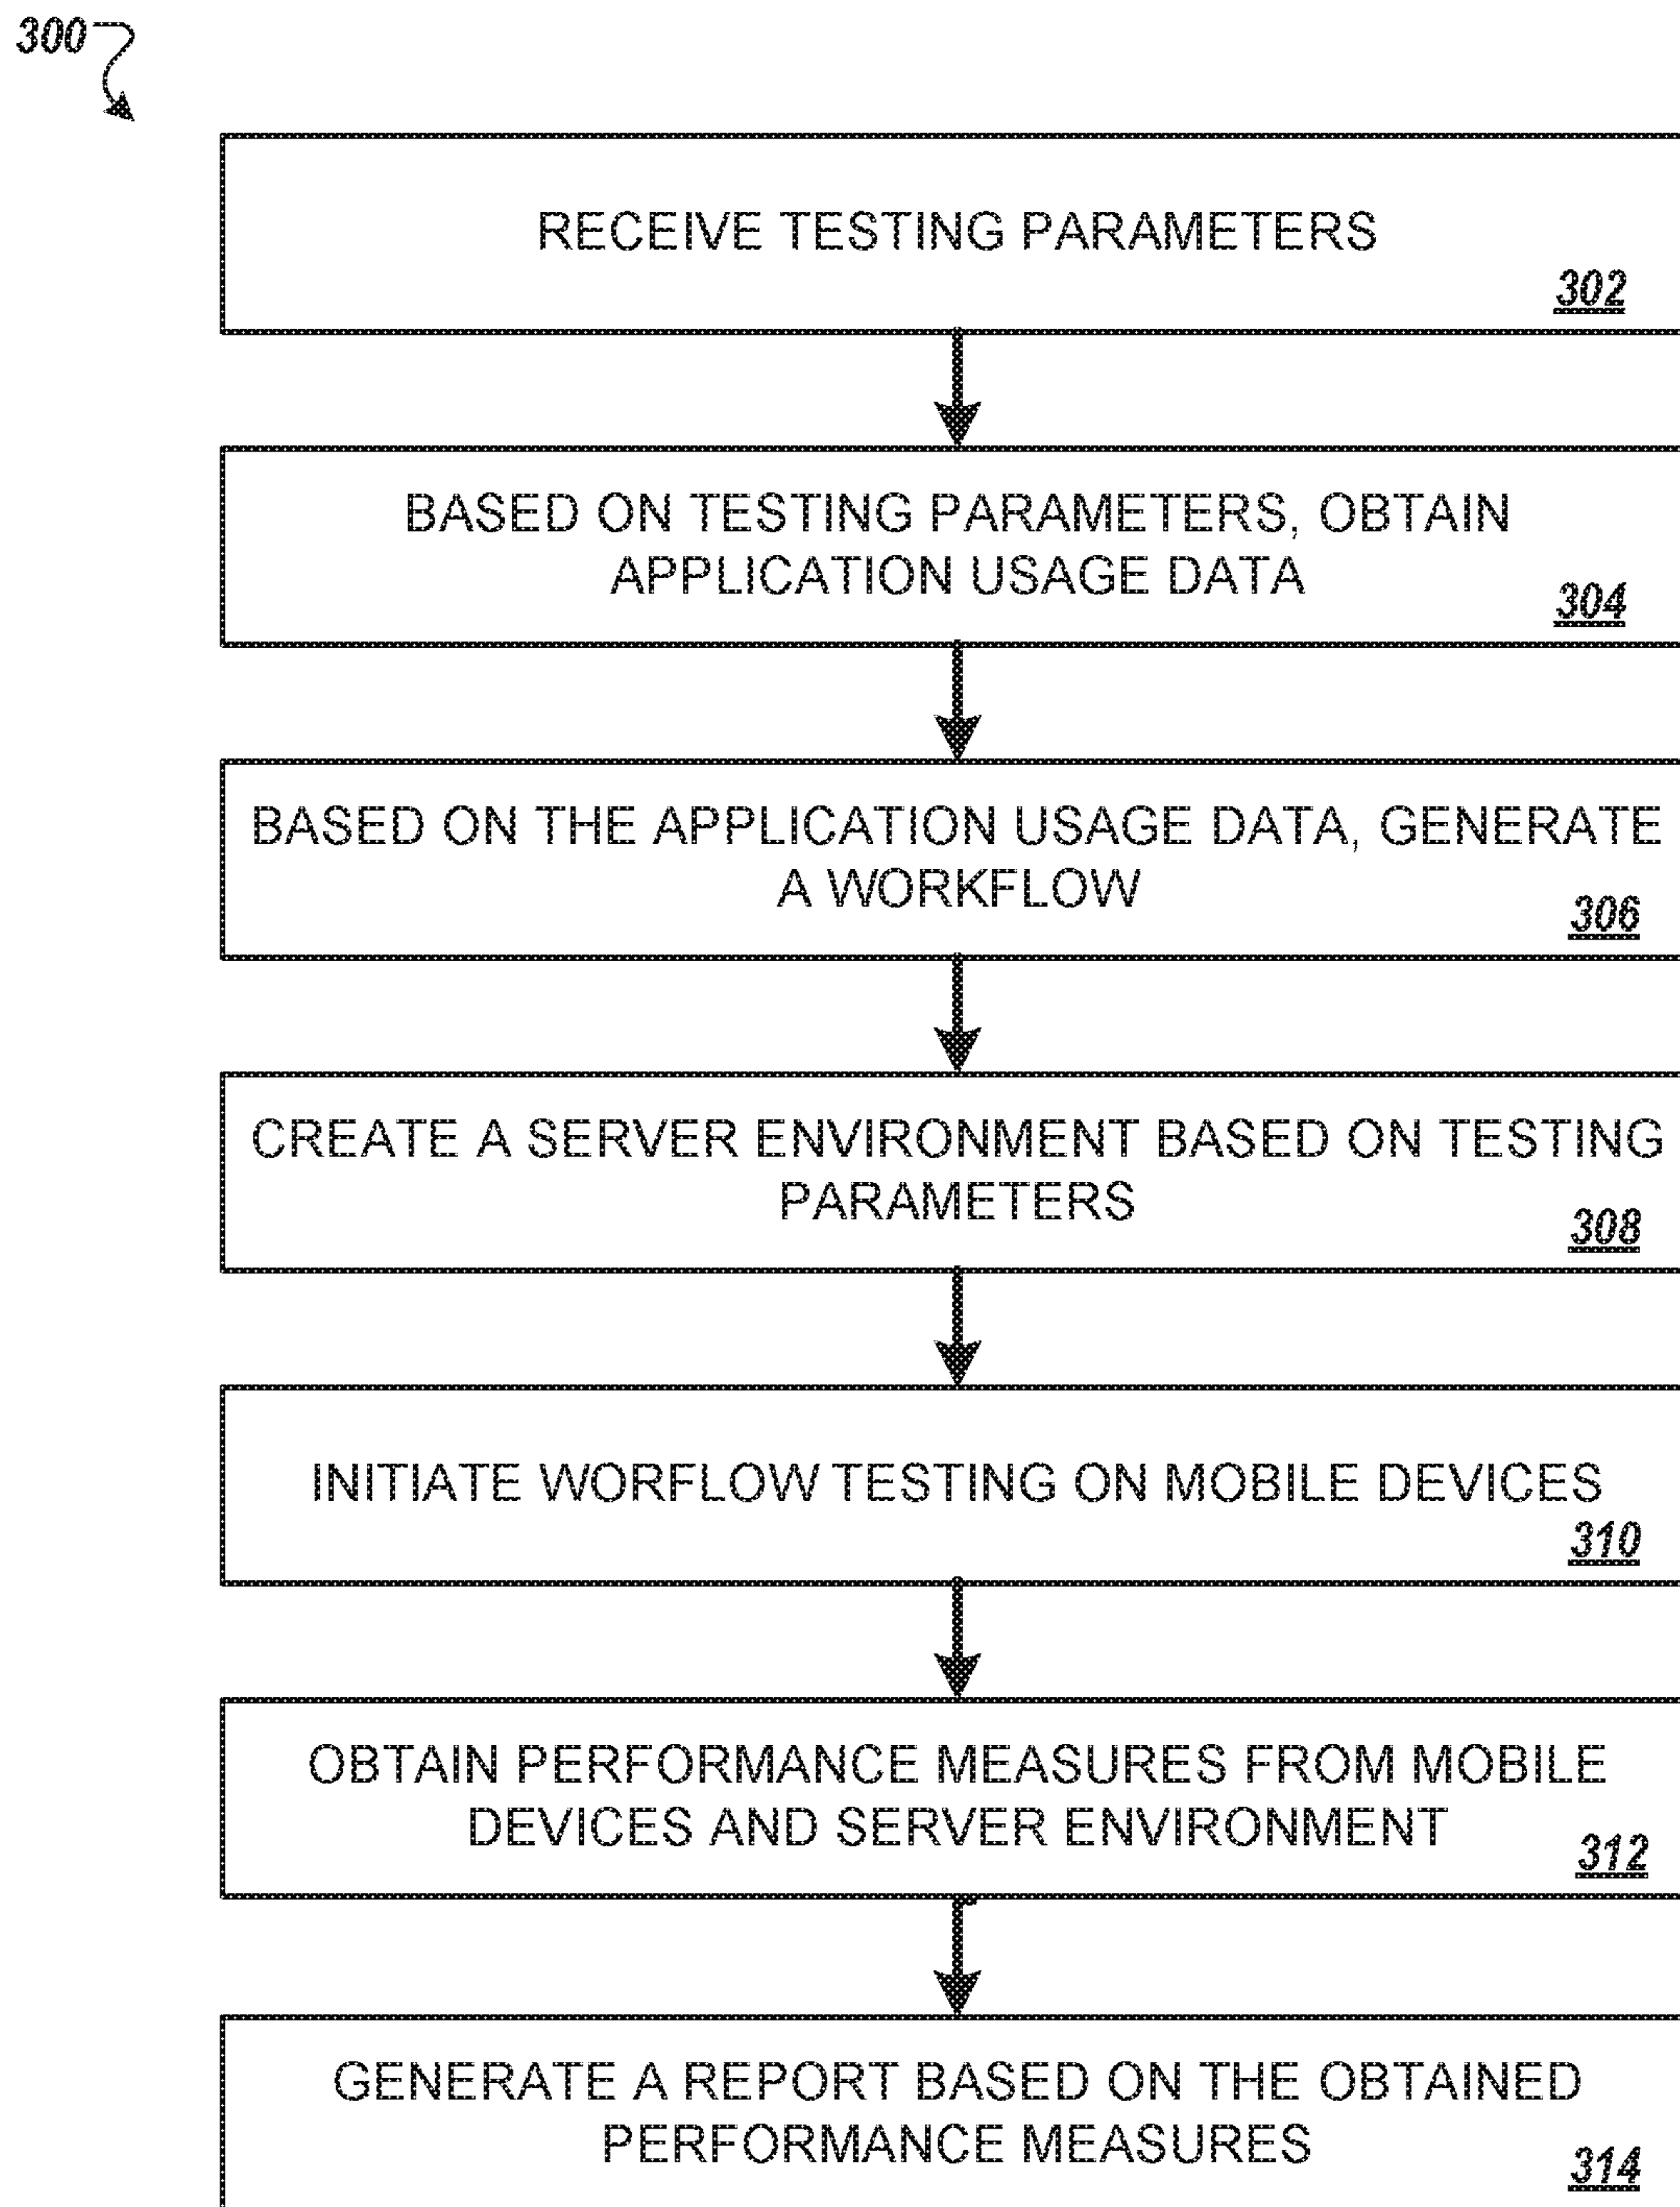 300
RECEIVE TESTING PARAMETERS
302
BASED ON TESTING PARAMETERS, OBTAIN
APPLICATION USAGE DATA
304
BASED ON THE APPLICATION USAGE DATA, GENERATE
A WORKFLOW
306
CREATE A SERVER ENVIRONMENT BASED ON TESTING
PARAMETERS
308
INITIATE WORFLOW TESTING ON MOBILE DEVICES
310
OBTAIN PERFORMANCE MEASURES FROM MOBILE
DEVICES AND SERVER ENVIRONMENT
312
GENERATE A REPORT BASED ON THE OBTAINED
PERFORMANCE MEASURES
314